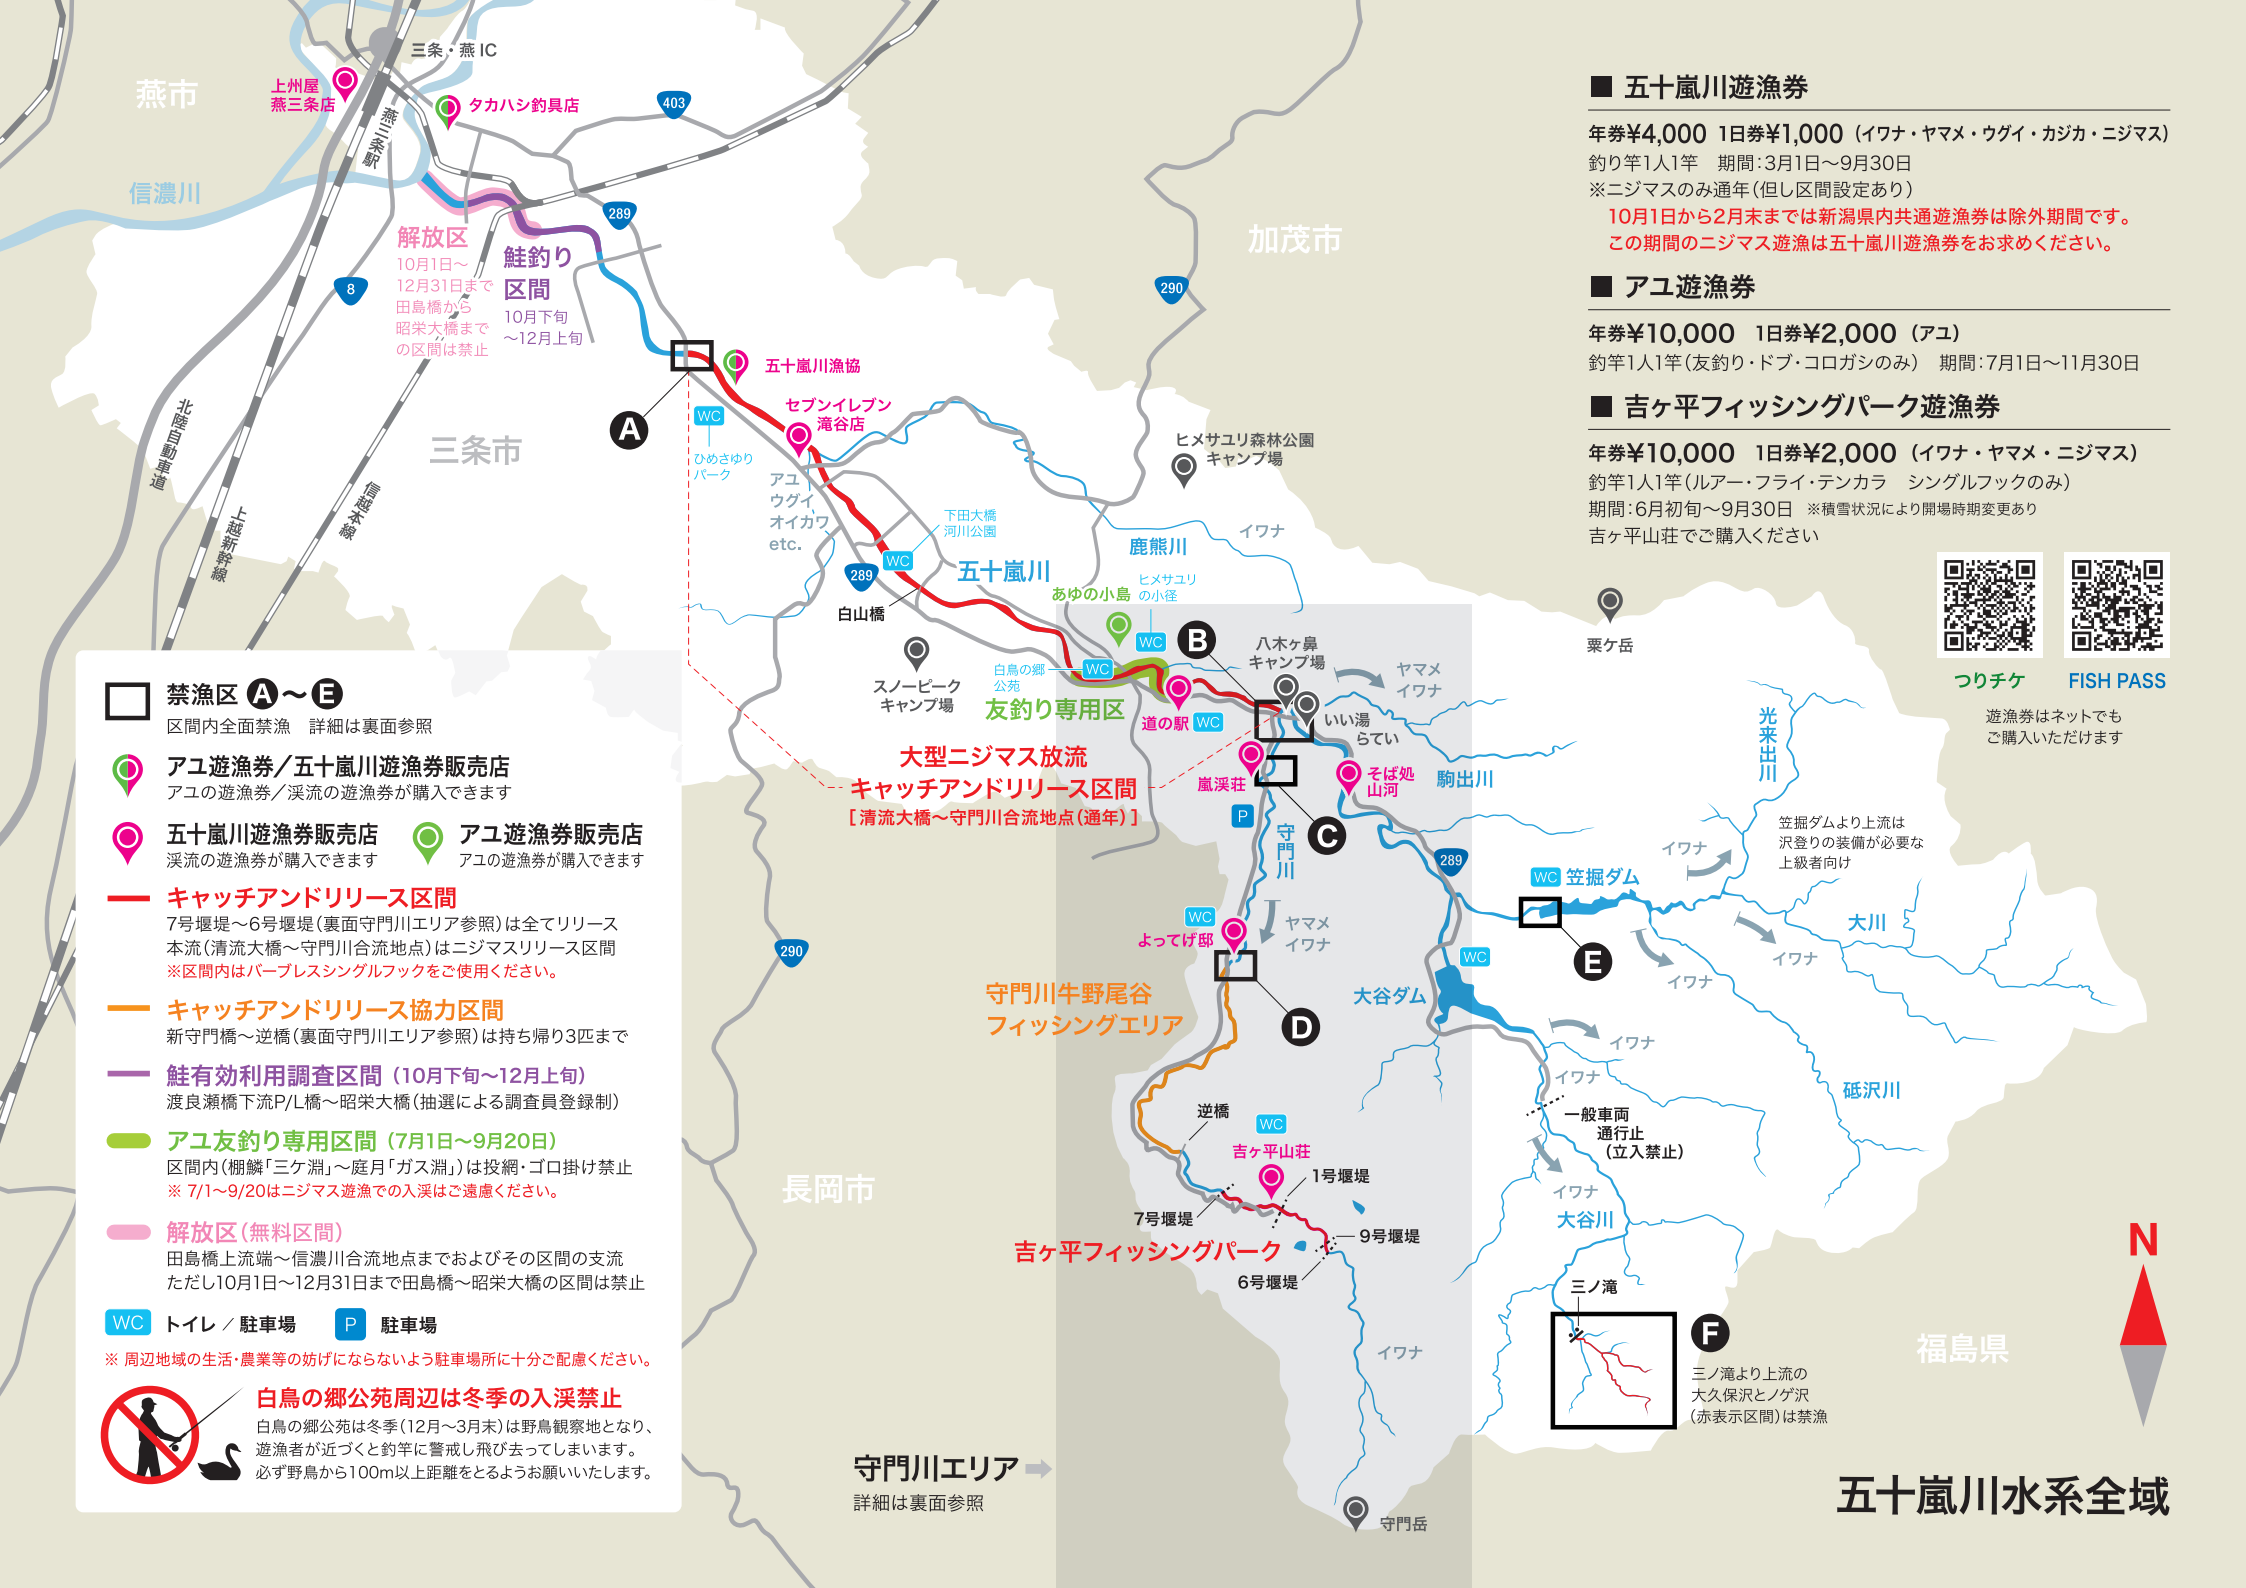 三条・燕IC
上州屋
燕三条店
タカハシ釣具店
403
燕市
燕三条駅
信濃川
289
解放区
10月1日〜
12月31日まで
田島橋から
昭栄大橋まで
の区間は禁止
鮭釣り
区間
10月下旬
〜12月上旬
8
加茂市
290
三条市
北陸自動車道
上越新幹線
信越本線
A
五十嵐川漁協
WC
ひめさゆり
パーク
セブンイレブン
滝谷店
アユ
ウグイ
オイカワ
etc.
下田大橋
河川公園
WC
289
白山橋
五十嵐川
ヒメサユリ森林公園
キャンプ場
鹿熊川
イワナ
あゆの小島
ヒメサユリ
の小径
WC
スノーピーク
キャンプ場
白鳥の郷
公苑
WC
友釣り専用区
道の駅
WC
B
八木ヶ鼻
キャンプ場
いい湯
らてい
ヤマメ
イワナ
大型ニジマス放流
キャッチアンドリリース区間
[清流大橋〜守門川合流地点(通年)]
嵐渓荘
P
C
そば処
山河
駒出川
守門川
289
粟ケ岳
光来出川
笠掘ダムより上流は
沢登りの装備が必要な
上級者向け
イワナ
WC
笠掘ダム
E
大川
イワナ
イワナ
WC
よってげ邸
ヤマメ
イワナ
D
守門川牛野尾谷
フィッシングエリア
290
WC
大谷ダム
イワナ
イワナ
砥沢川
一般車両
通行止
(立入禁止)
イワナ
大谷川
長岡市
逆橋
WC
吉ヶ平山荘
1号堰堤
7号堰堤
9号堰堤
6号堰堤
吉ヶ平フィッシングパーク
イワナ
三ノ滝
F
三ノ滝より上流の
大久保沢とノゲ沢
(赤表示区間)は禁漁
福島県
N
守門川エリア
詳細は裏面参照
守門岳
五十嵐川水系全域
■ 五十嵐川遊漁券
年券¥4,000 1日券¥1,000(イワナ・ヤマメ・ウグイ・カジカ・ニジマス)
釣り竿1人1竿 期間:3月1日〜9月30日
※ニジマスのみ通年(但し区間設定あり)
10月1日から2月末までは新潟県内共通遊漁券は除外期間です。
この期間のニジマス遊漁は五十嵐川遊漁券をお求めください。
■ アユ遊漁券
年券¥10,000 1日券¥2,000(アユ)
釣竿1人1竿(友釣り・ドブ・コロガシのみ) 期間:7月1日〜11月30日
■ 吉ヶ平フィッシングパーク遊漁券
年券¥10,000 1日券¥2,000(イワナ・ヤマメ・ニジマス)
釣竿1人1竿(ルアー・フライ・テンカラ シングルフックのみ)
期間:6月初旬〜9月30日 ※積雪状況により開場時期変更あり
吉ヶ平山荘でご購入ください
つりチケ
FISH PASS
遊漁券はネットでも
ご購入いただけます
禁漁区 A〜E
区間内全面禁漁 詳細は裏面参照
アユ遊漁券/五十嵐川遊漁券販売店
アユの遊漁券/渓流の遊漁券が購入できます
五十嵐川遊漁券販売店
渓流の遊漁券が購入できます
アユ遊漁券販売店
アユの遊漁券が購入できます
キャッチアンドリリース区間
7号堰堤〜6号堰堤(裏面守門川エリア参照)は全てリリース
本流(清流大橋〜守門川合流地点)はニジマスリリース区間
※区間内はバーブレスシングルフックをご使用ください。
キャッチアンドリリース協力区間
新守門橋〜逆橋(裏面守門川エリア参照)は持ち帰り3匹まで
鮭有効利用調査区間(10月下旬〜12月上旬)
渡良瀬橋下流P/L橋〜昭栄大橋(抽選による調査員登録制)
アユ友釣り専用区間(7月1日〜9月20日)
区間内(棚鱗「三ケ淵」〜庭月「ガス淵」)は投網・ゴロ掛け禁止
※ 7/1〜9/20はニジマス遊漁での入渓はご遠慮ください。
解放区(無料区間)
田島橋上流端〜信濃川合流地点までおよびその区間の支流
ただし10月1日〜12月31日まで田島橋〜昭栄大橋の区間は禁止
WC トイレ/駐車場
P 駐車場
※ 周辺地域の生活・農業等の妨げにならないよう駐車場所に十分ご配慮ください。
白鳥の郷公苑周辺は冬季の入渓禁止
白鳥の郷公苑は冬季(12月〜3月末)は野鳥観察地となり、
遊漁者が近づくと釣竿に警戒し飛び去ってしまいます。
必ず野鳥から100m以上距離をとるようお願いいたします。